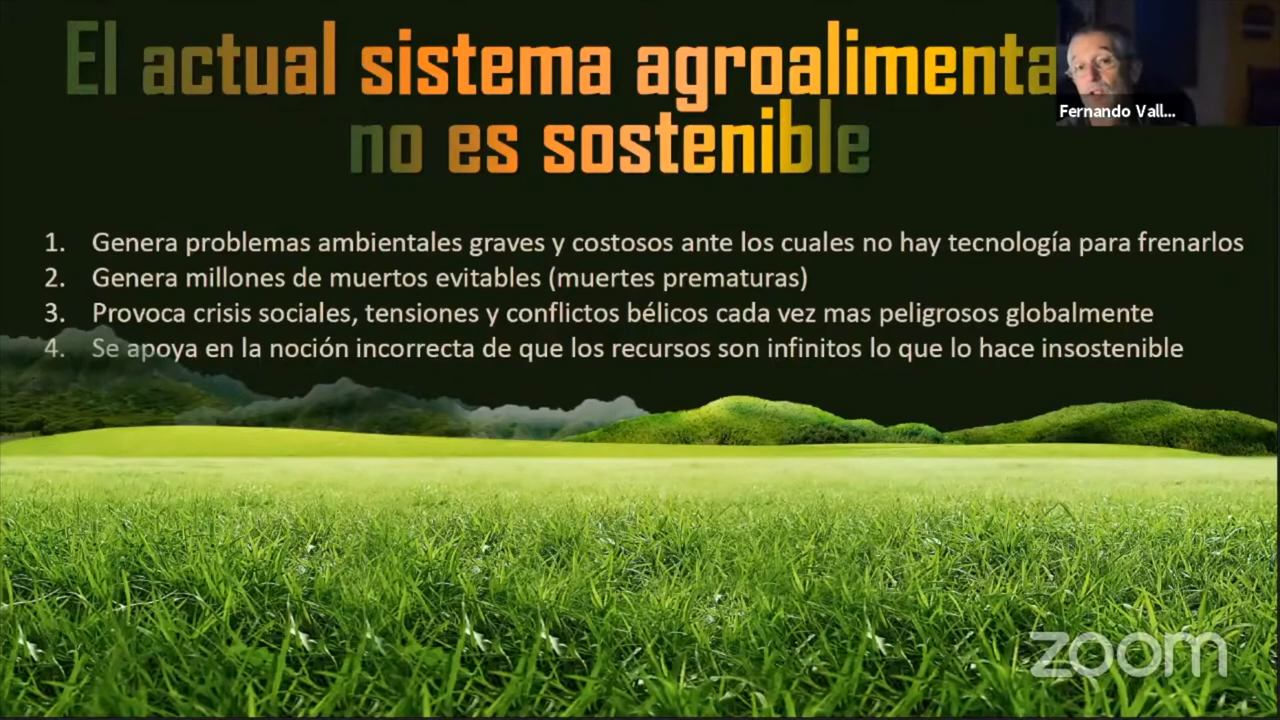 El actual sistema agroalimenta
no es sostenible
Fernando Vall...
1. Genera problemas ambientales graves y costosos ante los cuales no hay tecnología para frenarlos
2. Genera millones de muertos evitables (muertes prematuras)
3. Provoca crisis sociales, tensiones y conflictos bélicos cada vez mas peligrosos globalmente
4. Se apoya en la noción incorrecta de que los recursos son infinitos lo que lo hace insostenible
zoom